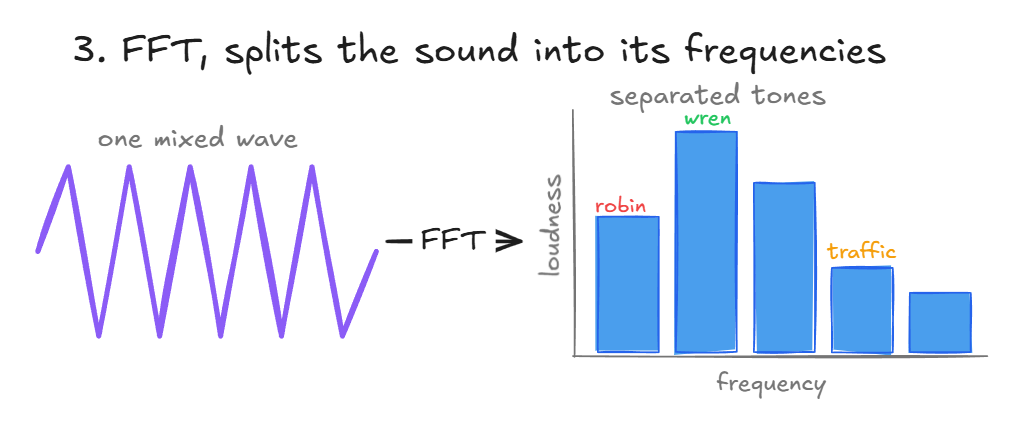 3. FFT, splits the sound into its frequencies
one mixed wave
FFT
separated tones
wren
robin
traffic
loudness
frequency